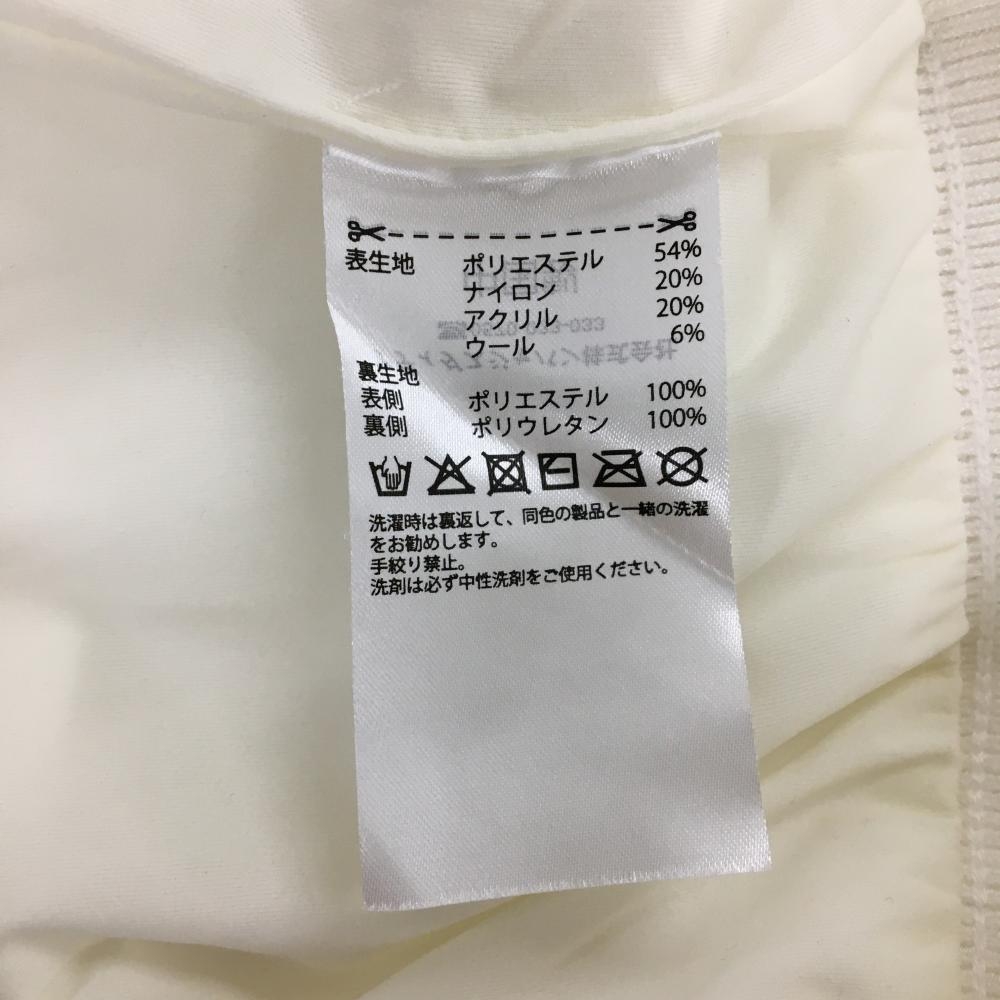 表生地 ポリエステル 54%
ナイロン 20%
アクリル 20%
ウール 6%
裏生地
表側 ポリエステル 100%
裏側 ポリウレタン 100%
洗濯時は裏返して、同色の製品と一緒の洗濯
をお勧めします。
手絞り禁止。
洗剤は必ず中性洗剤をご使用ください。